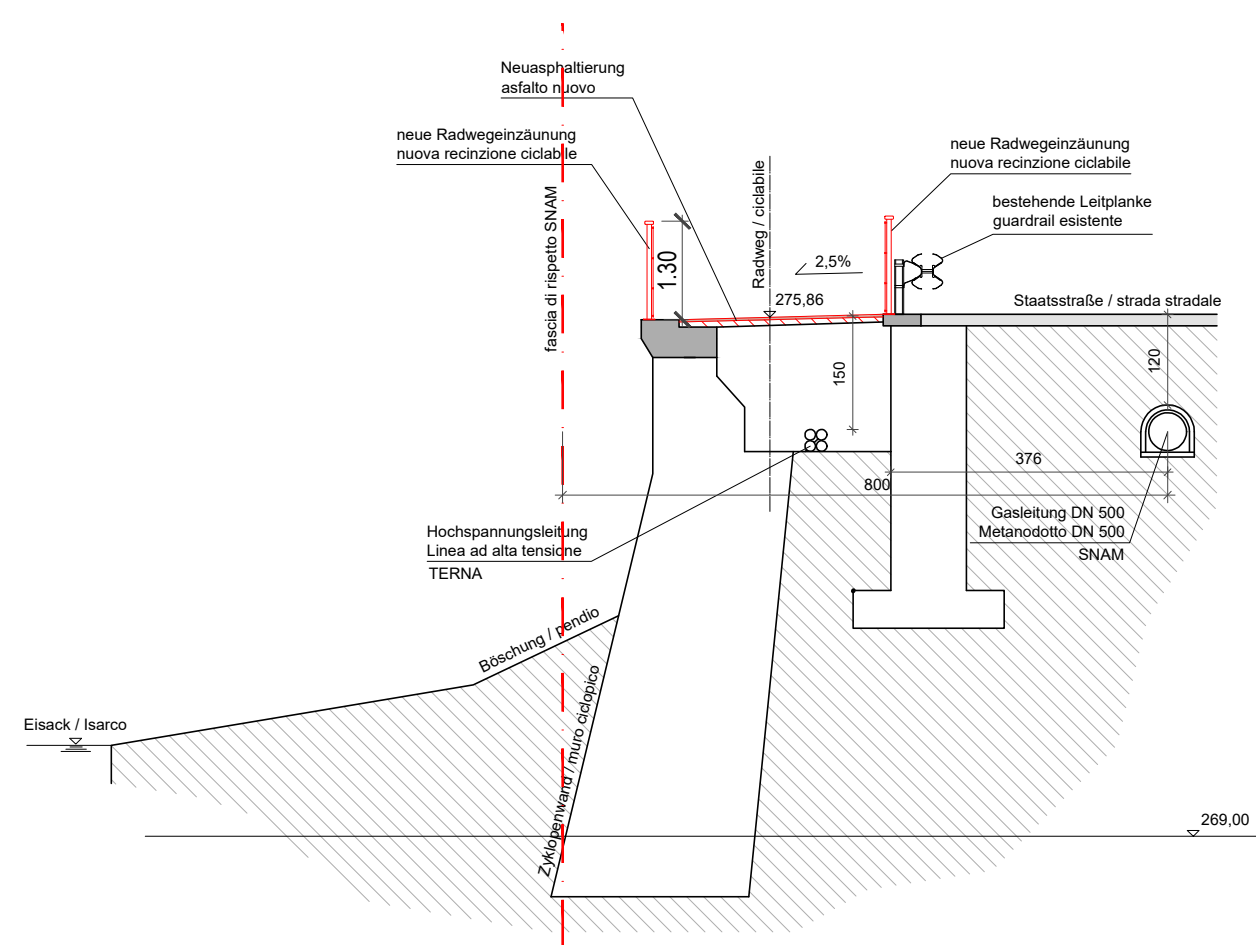 Neuasphaltierung
asfalto nuovo
neue Radwegeinzäunung
nuova recinzione ciclabile
neue Radwegeinzäunung
nuova recinzione ciclabile
bestehende Leitplanke
guardrail esistente
fascia di rispetto SNAM
1.30
Radweg / ciclabile
2,5%
275,86
Staatsstraße / strada stradale
150
120
376
800
Gasleitung DN 500
Metanodotto DN 500
SNAM
Hochspannungsleitung
Linea ad alta tensione
TERNA
Böschung / pendio
Zyklopenwand / muro ciclopico
Eisack / Isarco
269,00